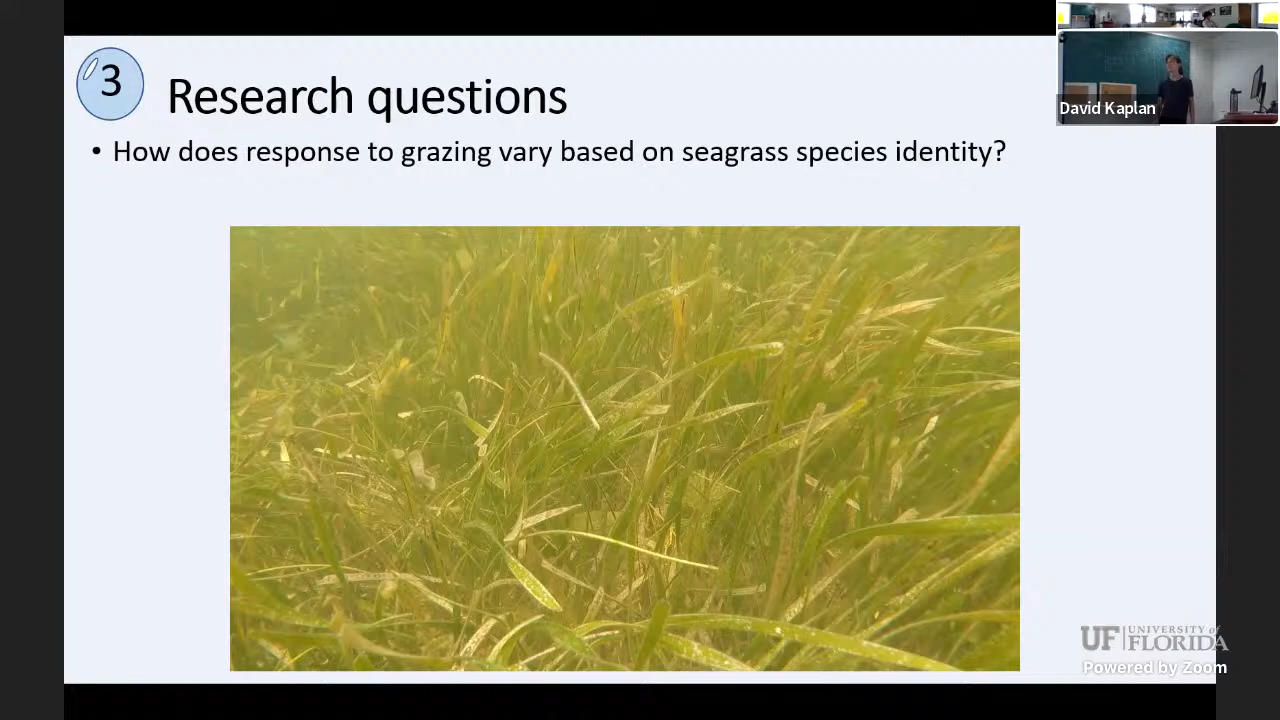 3
Research questions
• How does response to grazing vary based on seagrass species identity?
David Kaplan
UF | UNIVERSITY of
FLORIDA
Powered by Zoom